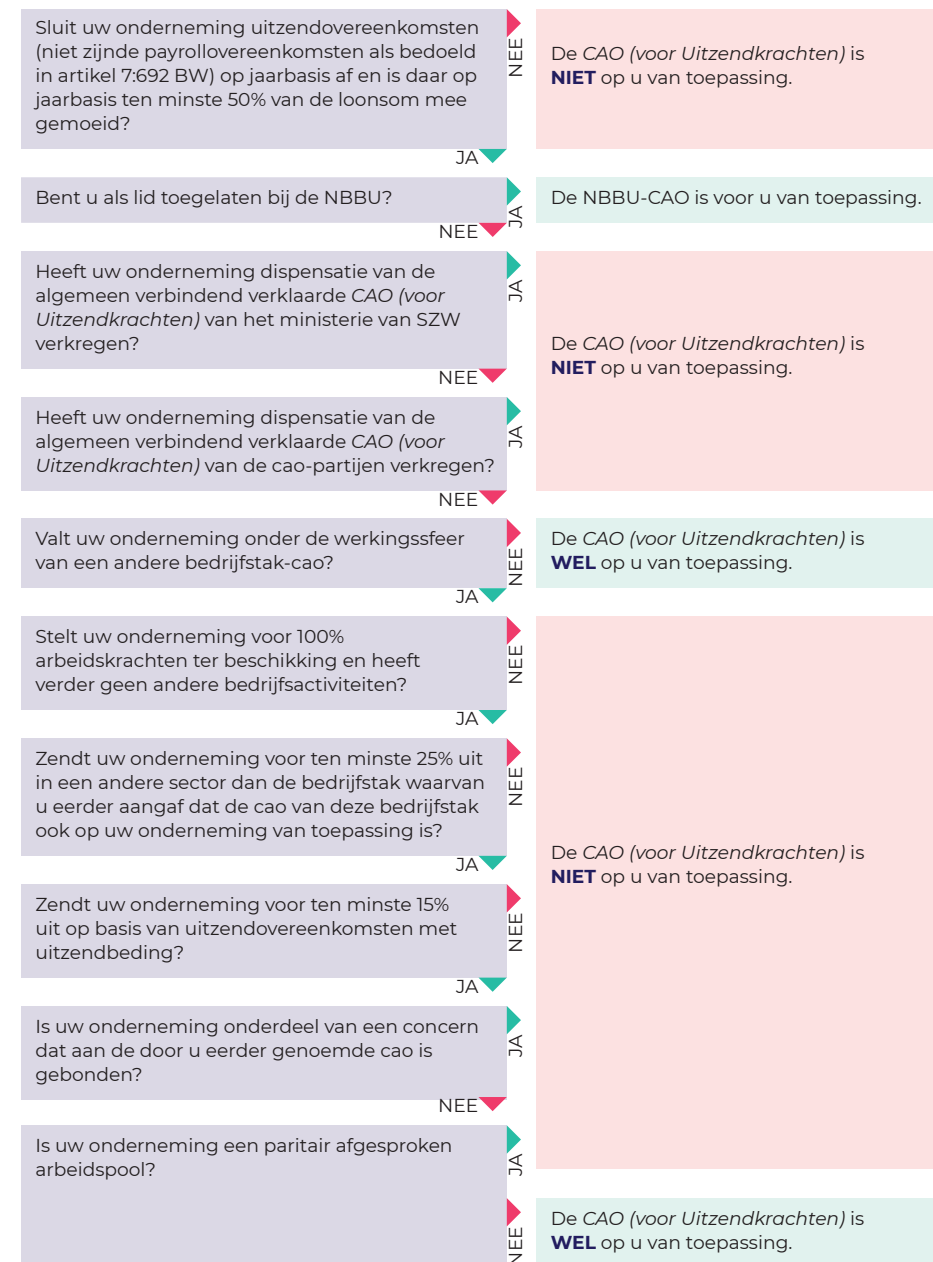 Sluit uw onderneming uitzendovereenkomsten
(niet zijnde payrollovereenkomsten als bedoeld
in artikel 7:692 BW) op jaarbasis af en is daar op
jaarbasis ten minste 50% van de loonsom mee
gemoeid?
NEE
De CAO (voor Uitzendkrachten) is
NIET op u van toepassing.
JA
Bent u als lid toegelaten bij de NBBU?
JA
De NBBU-CAO is voor u van toepassing.
NEE
Heeft uw onderneming dispensatie van de
algemeen verbindend verklaarde CAO (voor
Uitzendkrachten) van het ministerie van SZW
verkregen?
JA
De CAO (voor Uitzendkrachten) is
NIET op u van toepassing.
NEE
Heeft uw onderneming dispensatie van de
algemeen verbindend verklaarde CAO (voor
Uitzendkrachten) van de cao-partijen verkregen?
JA
NEE
Valt uw onderneming onder de werkingssfeer
van een andere bedrijfstak-cao?
NEE
De CAO (voor Uitzendkrachten) is
WEL op u van toepassing.
JA
Stelt uw onderneming voor 100%
arbeidskrachten ter beschikking en heeft
verder geen andere bedrijfsactiviteiten?
NEE
JA
Zendt uw onderneming voor ten minste 25% uit
in een andere sector dan de bedrijfstak waarvan
u eerder aangaf dat de cao van deze bedrijfstak
ook op uw onderneming van toepassing is?
NEE
De CAO (voor Uitzendkrachten) is
NIET op u van toepassing.
JA
Zendt uw onderneming voor ten minste 15%
uit op basis van uitzendovereenkomsten met
uitzendbeding?
NEE
JA
Is uw onderneming onderdeel van een concern
dat aan de door u eerder genoemde cao is
gebonden?
JA
NEE
Is uw onderneming een paritair afgesproken
arbeidspool?
JA
NEE
De CAO (voor Uitzendkrachten) is
WEL op u van toepassing.